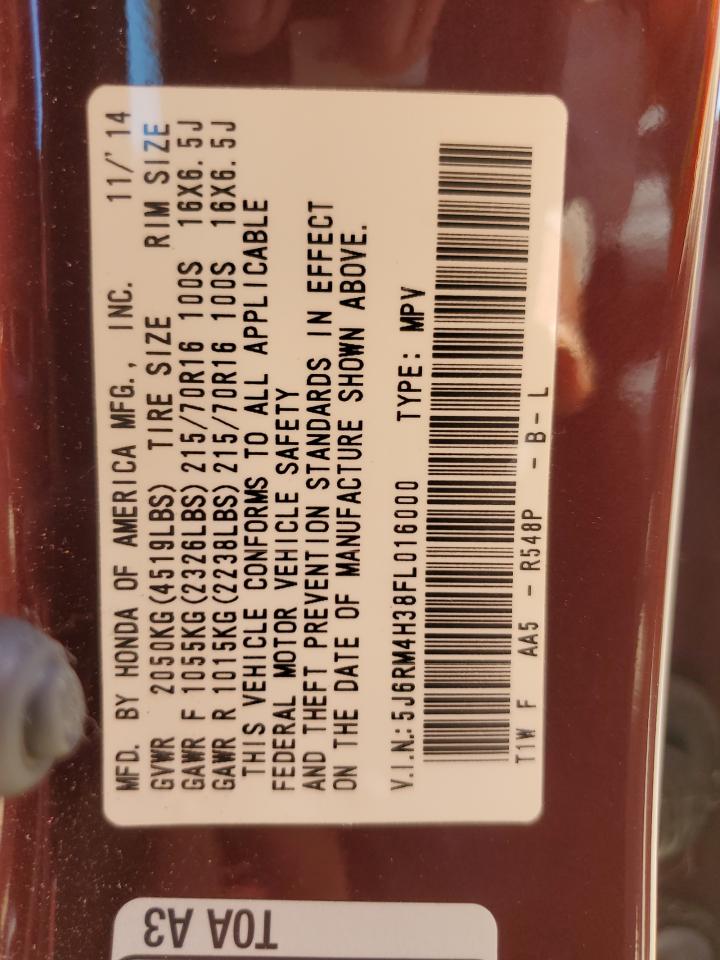 MFD. BY HONDA OF AMERICA MFG., INC. 11/'14
GVWR 2050KG(4519LBS) TIRE SIZE RIM SIZE
GAWR F 1055KG(2326LBS)215/70R16 100S 16X6.5J
GAWR R 1015KG(2238LBS)215/70R16 100S 16X6.5J
THIS VEHICLE CONFORMS TO ALL APPLICABLE
FEDERAL MOTOR VEHICLE SAFETY
AND THEFT PREVENTION STANDARDS IN EFFECT
ON THE DATE OF MANUFACTURE SHOWN ABOVE.
V.I.N.:5J6RM4H38FL016000 TYPE: MPV
T1W F AA5 - R548P - B - L
T0A A3